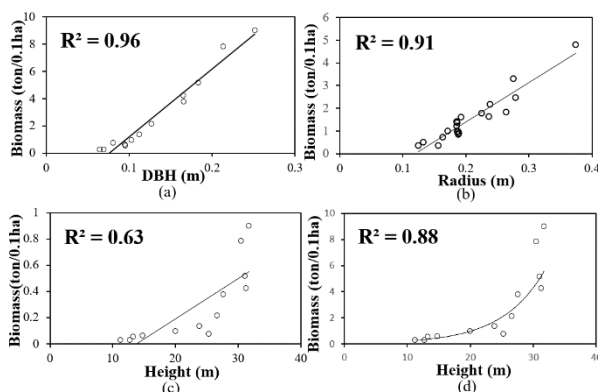 R² = 0.96
Biomass (ton/0.1ha)
10
8
6
4
2
0
0
0.1
0.2
0.3
DBH (m)
(a)
R² = 0.91
Biomass (ton/0.1ha)
6
5
4
3
2
1
0
0
0.1
0.2
0.3
0.4
Radius (m)
(b)
R² = 0.63
Biomass(ton/0.1ha)
1
0.8
0.6
0.4
0.2
0
0
10
20
30
40
Height (m)
(c)
R² = 0.88
Biomass (ton/0.1ha)
10
8
6
4
2
0
0
10
20
30
40
Height (m)
(d)